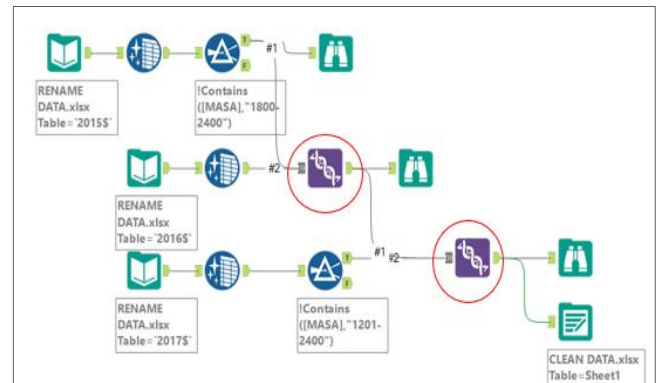 #1
RENAME
DATA.xlsx
Table=`2015$`
!Contains
([MASA],"1800-
2400")
#2
RENAME
DATA.xlsx
Table=`2016$`
#1
#2
RENAME
DATA.xlsx
Table=`2017$`
!Contains
([MASA],"1201-
2400")
CLEAN DATA.xlsx
Table=Sheet1